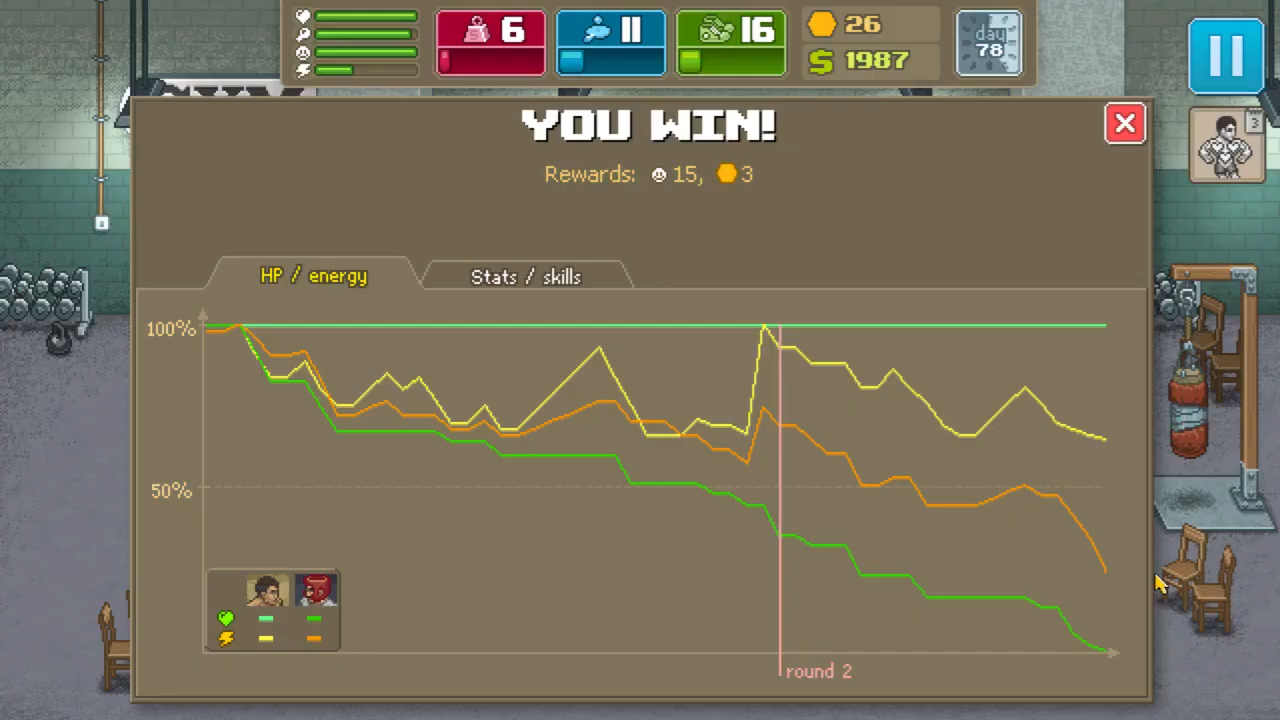 6
11
16
26
$ 1987
day
78
3
YOU WIN!
Rewards: 15, 3
HP / energy
Stats / skills
100%
50%
round 2